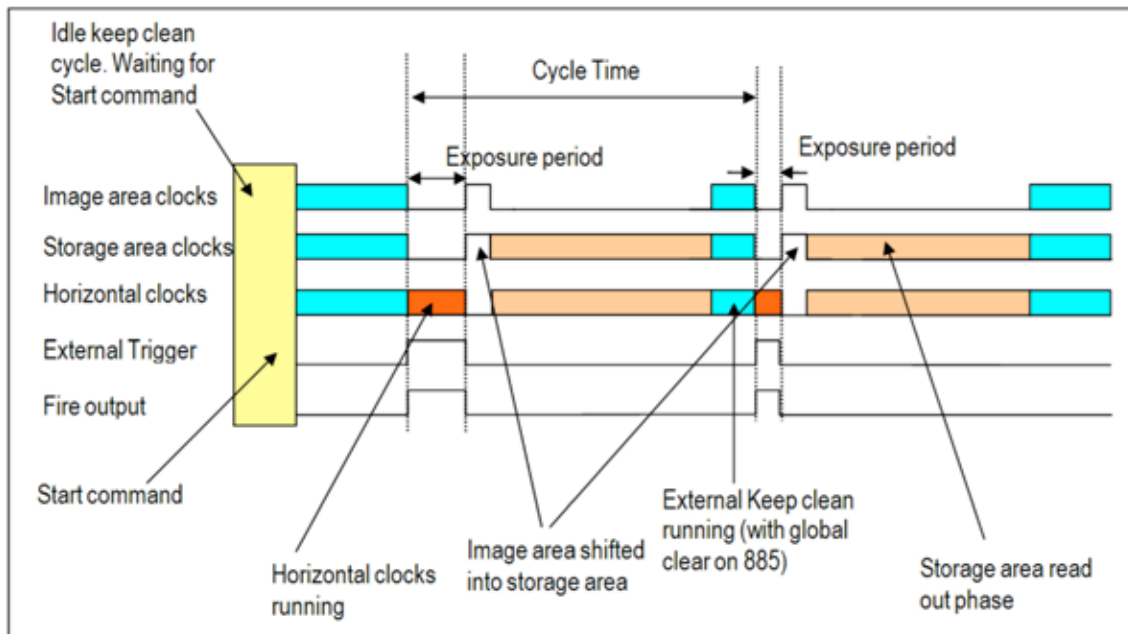 Idle keep clean
cycle. Waiting for
Start command
Cycle Time
Exposure period
Exposure period
Image area clocks
Storage area clocks
Horizontal clocks
External Trigger
Fire output
Start command
Horizontal clocks
running
Image area shifted
into storage area
External Keep clean
running (with global
clear on 885)
Storage area read
out phase